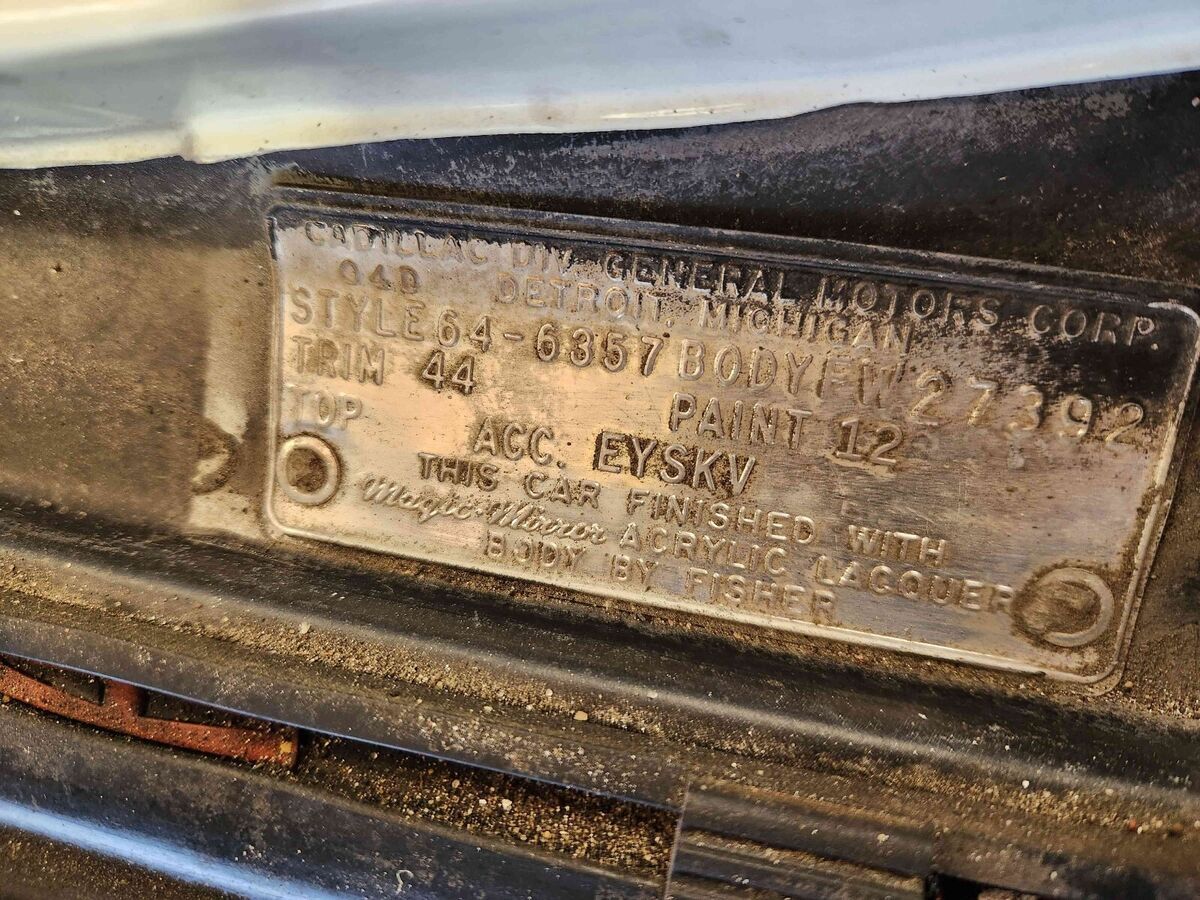 CADILLAC DIV. GENERAL MOTORS CORP.
04D DETROIT, MICHIGAN
STYLE 64-6357 BODY FW 27392
TRIM 44 PAINT 12
TOP
ACC. EYSKV
THIS CAR FINISHED WITH
Magic-Mirror ACRYLIC LACQUER
BODY BY FISHER